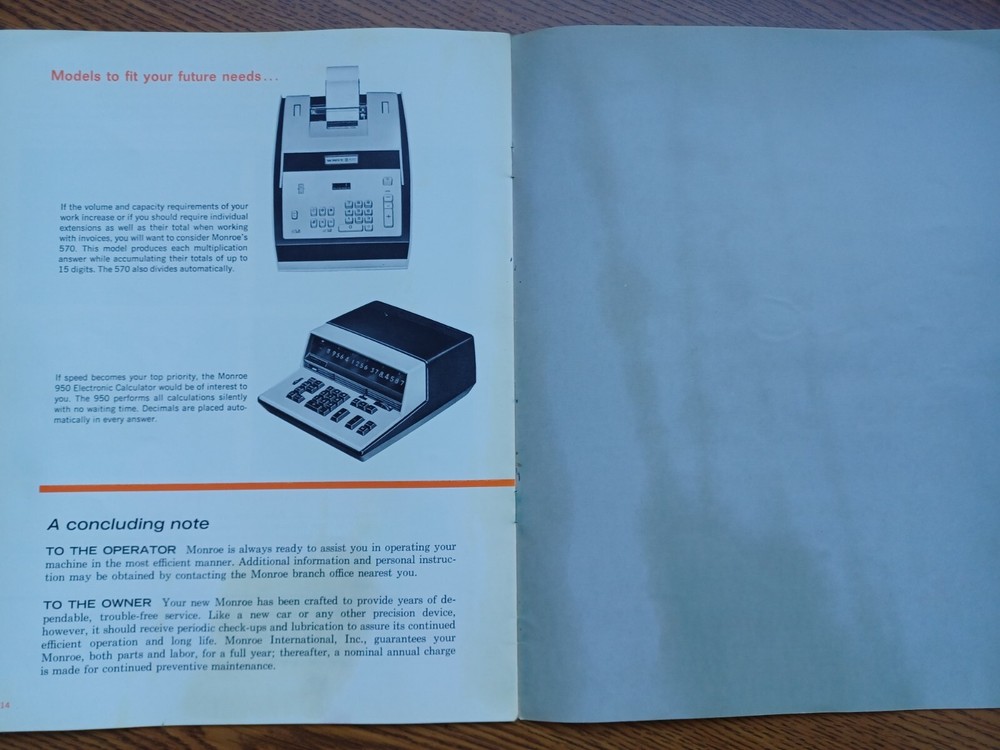 Models to fit your future needs...
If the volume and capacity requirements of your
work increase or if you should require individual
extensions as well as their total when working
with invoices, you will want to consider Monroe's
570. This model produces each multiplication
answer while accumulating their totals of up to
15 digits. The 570 also divides automatically.
If speed becomes your top priority, the Monroe
950 Electronic Calculator would be of interest to
you. The 950 performs all calculations silently
with no waiting time. Decimals are placed auto-
matically in every answer.
A concluding note
TO THE OPERATOR Monroe is always ready to assist you in operating your
machine in the most efficient manner. Additional information and personal instruc-
tion may be obtained by contacting the Monroe branch office nearest you.
TO THE OWNER Your new Monroe has been crafted to provide years of de-
pendable, trouble-free service. Like a new car or any other precision device,
however, it should receive periodic check-ups and lubrication to assure its continued
efficient operation and long life. Monroe International, Inc., guarantees your
Monroe, both parts and labor, for a full year; thereafter, a nominal annual charge
is made for continued preventive maintenance.
14